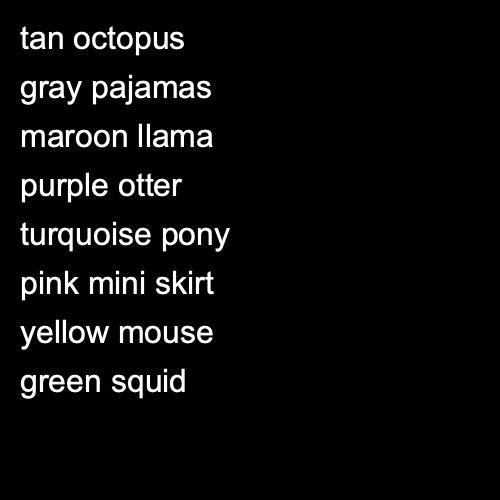 tan octopus
gray pajamas
maroon llama
purple otter
turquoise pony
pink mini skirt
yellow mouse
green squid